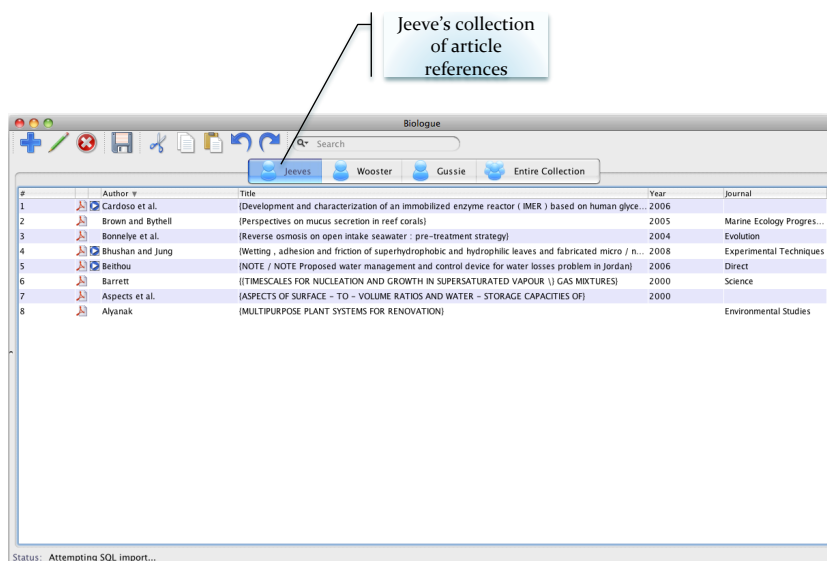 Jeeve's collection
of article
references
Biologue
Search
Jeeves Wooster Gussie Entire Collection
# Author Title Year Journal
1 Cardoso et al. {Development and characterization of an immobilized enzyme reactor ( IMER ) based on human glyce... 2006
2 Brown and Bythell {Perspectives on mucus secretion in reef corals} 2005 Marine Ecology Progres...
3 Bonnelye et al. {Reverse osmosis on open intake seawater : pre-treatment strategy} 2004 Evolution
4 Bhushan and Jung {Wetting , adhesion and friction of superhydrophobic and hydrophilic leaves and fabricated micro / n... 2008 Experimental Techniques
5 Beithou {NOTE / NOTE Proposed water management and control device for water losses problem in Jordan} 2006 Direct
6 Barrett {{TIMESCALES FOR NUCLEATION AND GROWTH IN SUPERSATURATED VAPOUR \} GAS MIXTURES} 2000 Science
7 Aspects et al. {ASPECTS OF SURFACE - TO - VOLUME RATIOS AND WATER - STORAGE CAPACITIES OF} 2000
8 Alyanak {MULTIPURPOSE PLANT SYSTEMS FOR RENOVATION} Environmental Studies
Status: Attempting SQL import...